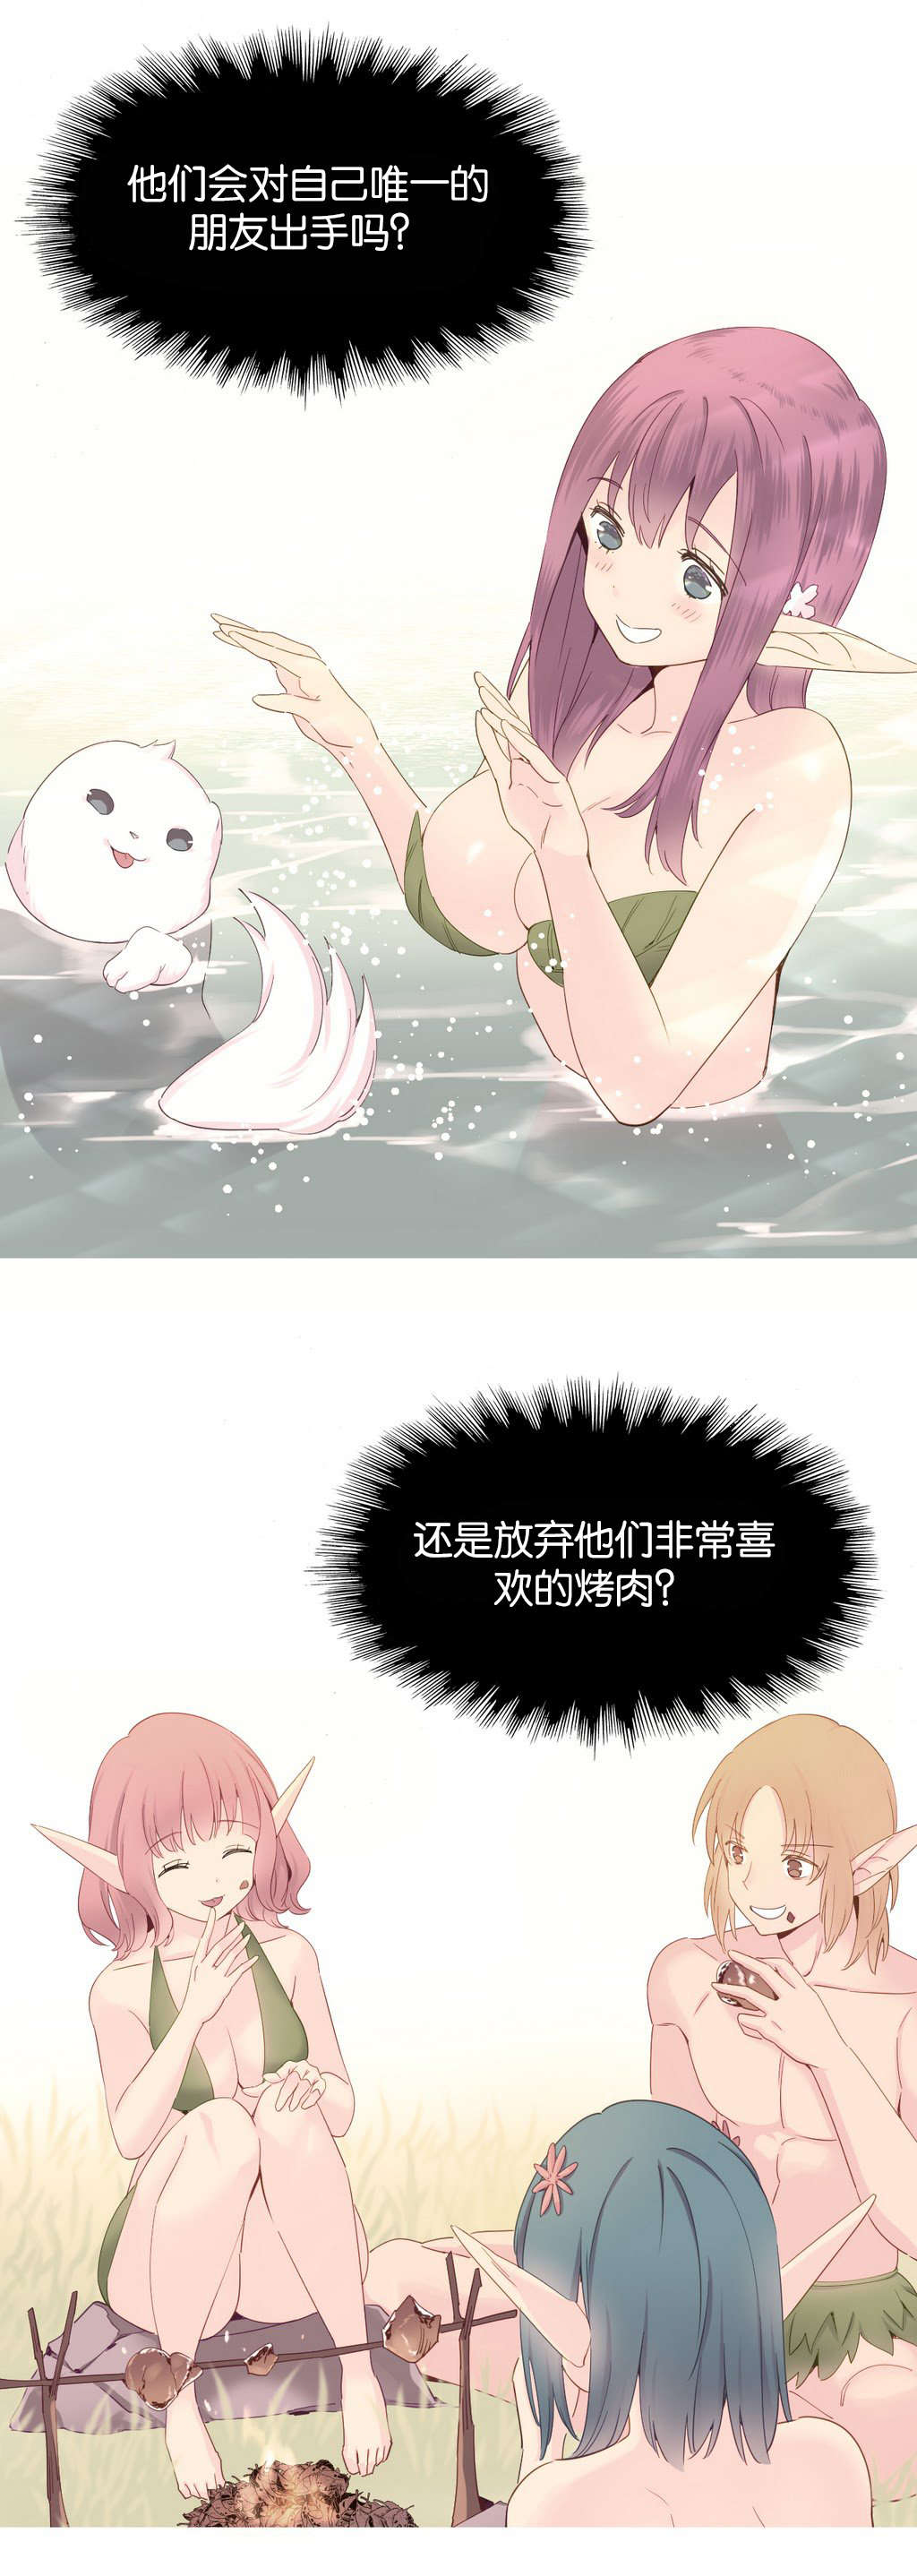 他们会对自己唯一的
朋友出手吗?
还是放弃他们非常喜
欢的烤肉?